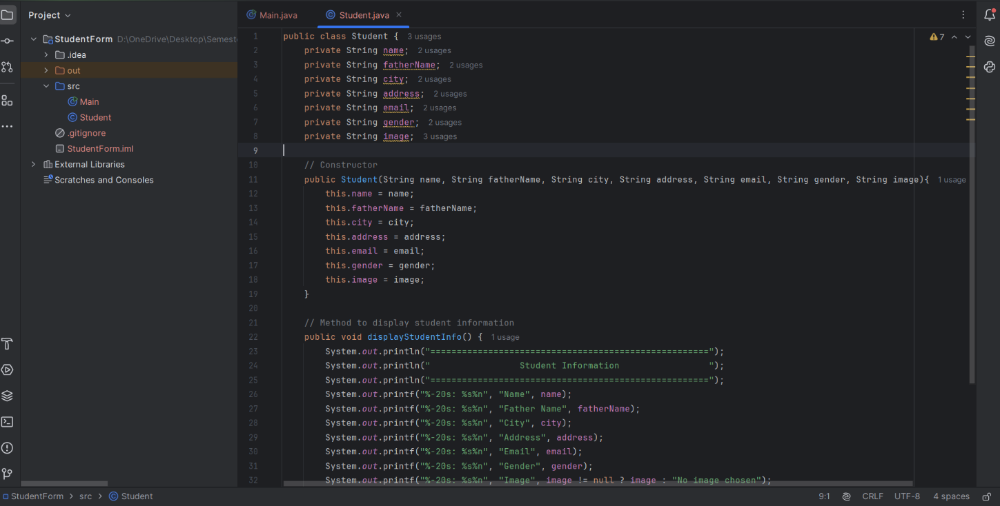 Project
Main.java
Student.java
StudentForm D:\OneDrive\Desktop\Semest
.idea
out
src
Main
Student
.gitignore
StudentForm.iml
External Libraries
Scratches and Consoles
7
1 public class Student { 3 usages
2 private String name; 2 usages
3 private String fatherName; 2 usages
4 private String city; 2 usages
5 private String address; 2 usages
6 private String email; 2 usages
7 private String gender; 2 usages
8 private String image; 3 usages
9
10 // Constructor
11 public Student(String name, String fatherName, String city, String address, String email, String gender, String image){ 1 usage
12 this.name = name;
13 this.fatherName = fatherName;
14 this.city = city;
15 this.address = address;
16 this.email = email;
17 this.gender = gender;
18 this.image = image;
19 }
20
21 // Method to display student information
22 public void displayStudentInfo() { 1 usage
23 System.out.println("=====================================================");
24 System.out.println("                 Student Information                 ");
25 System.out.println("=====================================================");
26 System.out.printf("%-20s: %s%n", "Name", name);
27 System.out.printf("%-20s: %s%n", "Father Name", fatherName);
28 System.out.printf("%-20s: %s%n", "City", city);
29 System.out.printf("%-20s: %s%n", "Address", address);
30 System.out.printf("%-20s: %s%n", "Email", email);
31 System.out.printf("%-20s: %s%n", "Gender", gender);
32 System.out.printf("%-20s: %s%n", "Image", image != null ? image : "No image chosen");
StudentForm > src > Student
9:1 CRLF UTF-8 4 spaces